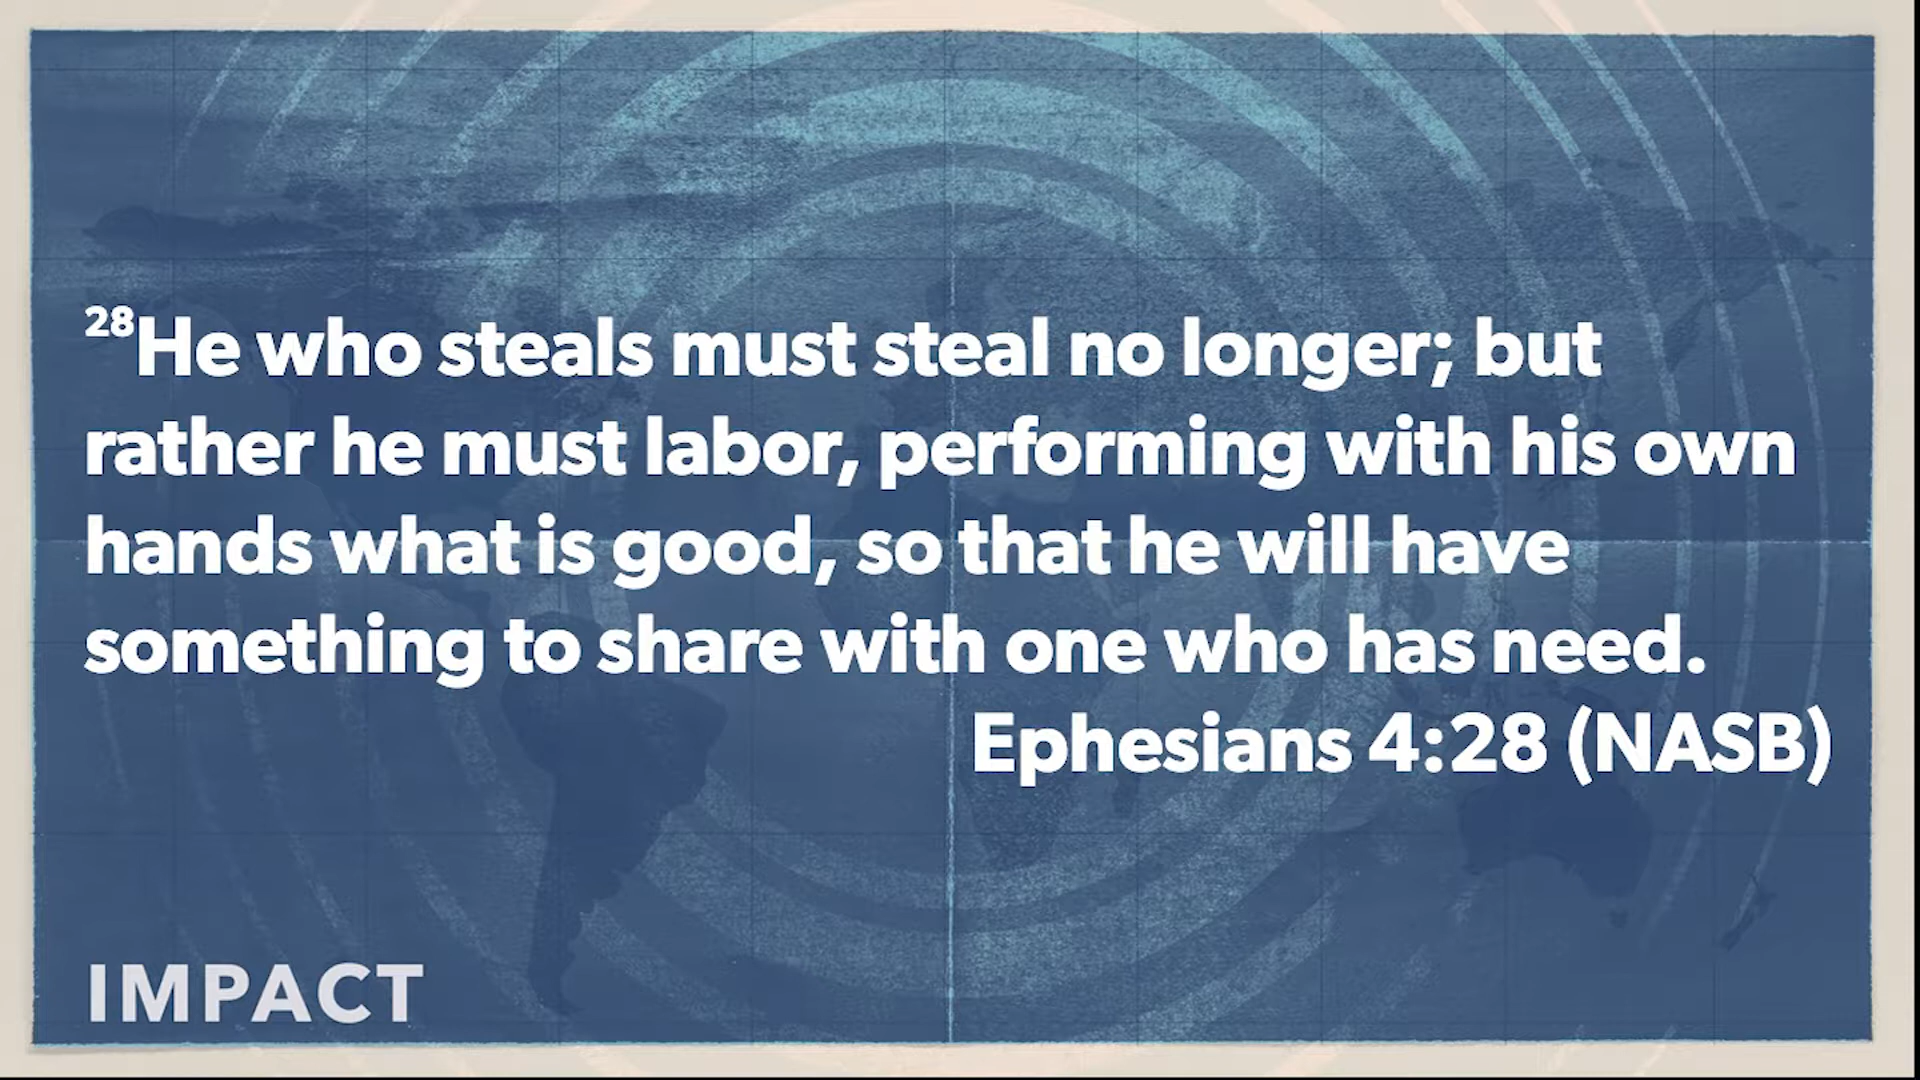 28He who steals must steal no longer; but
rather he must labor, performing with his own
hands what is good, so that he will have
something to share with one who has need.
Ephesians 4:28 (NASB)
IMPACT